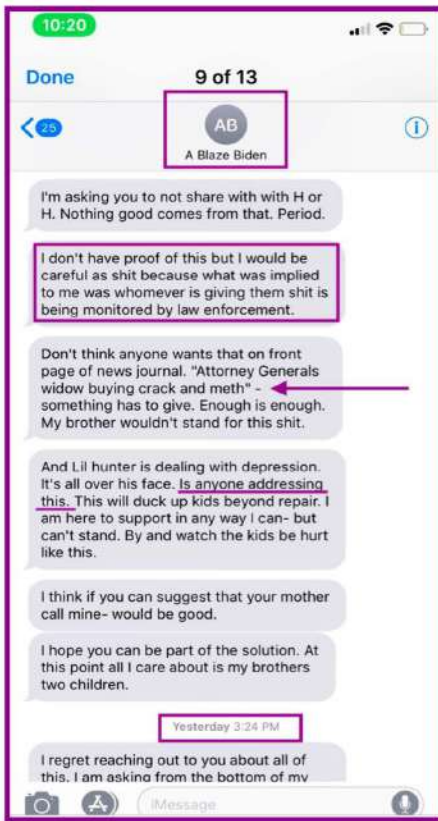 10:20
Done 9 of 13
25
AB
A Blaze Biden
I'm asking you to not share with with H or
H. Nothing good comes from that. Period.
I don't have proof of this but I would be
careful as shit because what was implied
to me was whomever is giving them shit is
being monitored by law enforcement.
Don't think anyone wants that on front
page of news journal. "Attorney Generals
widow buying crack and meth" -
something has to give. Enough is enough.
My brother wouldn't stand for this shit.
And Lil hunter is dealing with depression.
It's all over his face. Is anyone addressing
this. This will duck up kids beyond repair. I
am here to support in any way I can- but
can't stand. By and watch the kids be hurt
like this.
I think if you can suggest that your mother
call mine- would be good.
I hope you can be part of the solution. At
this point all I care about is my brothers
two children.
Yesterday 3:24 PM
I regret reaching out to you about all of
this. I am asking from the bottom of my
iMessage